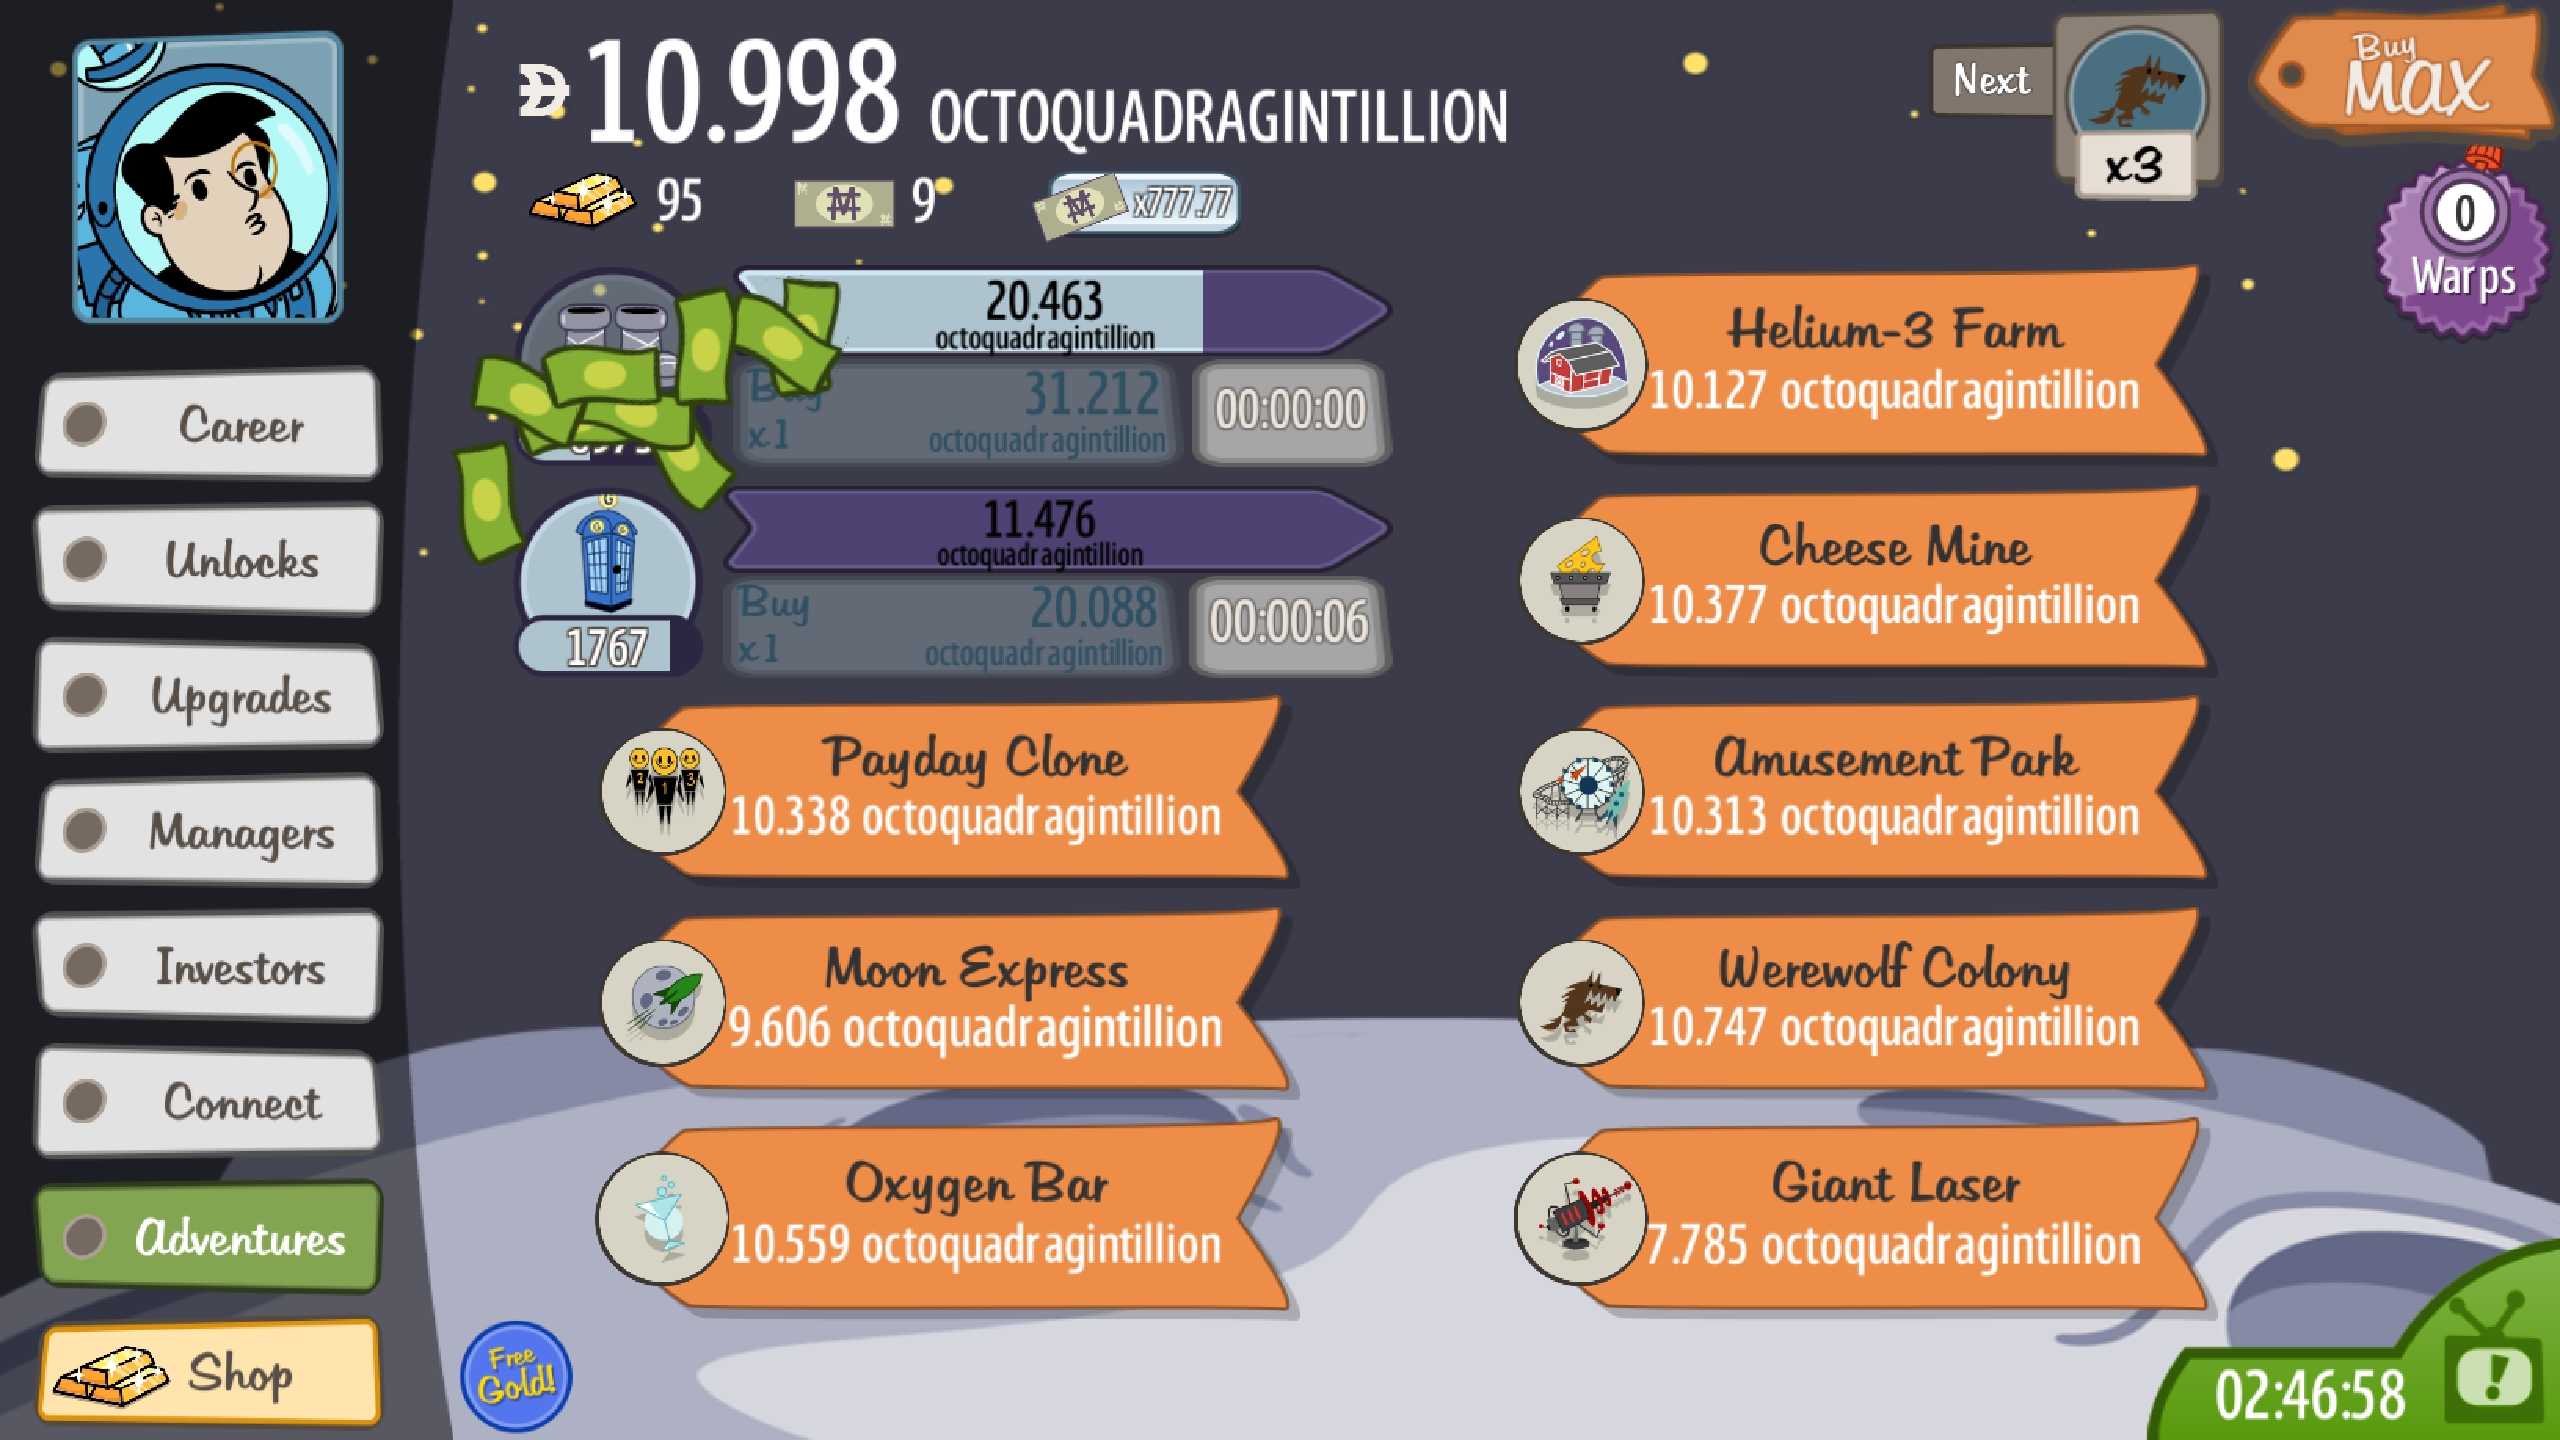 10.998 OCTOQUADRAGINTILLION
Next
x3
Buy
MAX
95
9
x777.77
0
Warps
Career
Unlocks
Upgrades
Managers
Investors
Connect
Adventures
Shop
20.463
octoquadragintillion
Buy
x1
31.212
octoquadragintillion
00:00:00
11.476
octoquadragintillion
1767
Buy
x1
20.088
octoquadragintillion
00:00:06
Payday Clone
10.338 octoquadragintillion
Moon Express
9.606 octoquadragintillion
Oxygen Bar
10.559 octoquadragintillion
Helium-3 Farm
10.127 octoquadragintillion
Cheese Mine
10.377 octoquadragintillion
Amusement Park
10.313 octoquadragintillion
Werewolf Colony
10.747 octoquadragintillion
Giant Laser
7.785 octoquadragintillion
Free
Gold!
02:46:58